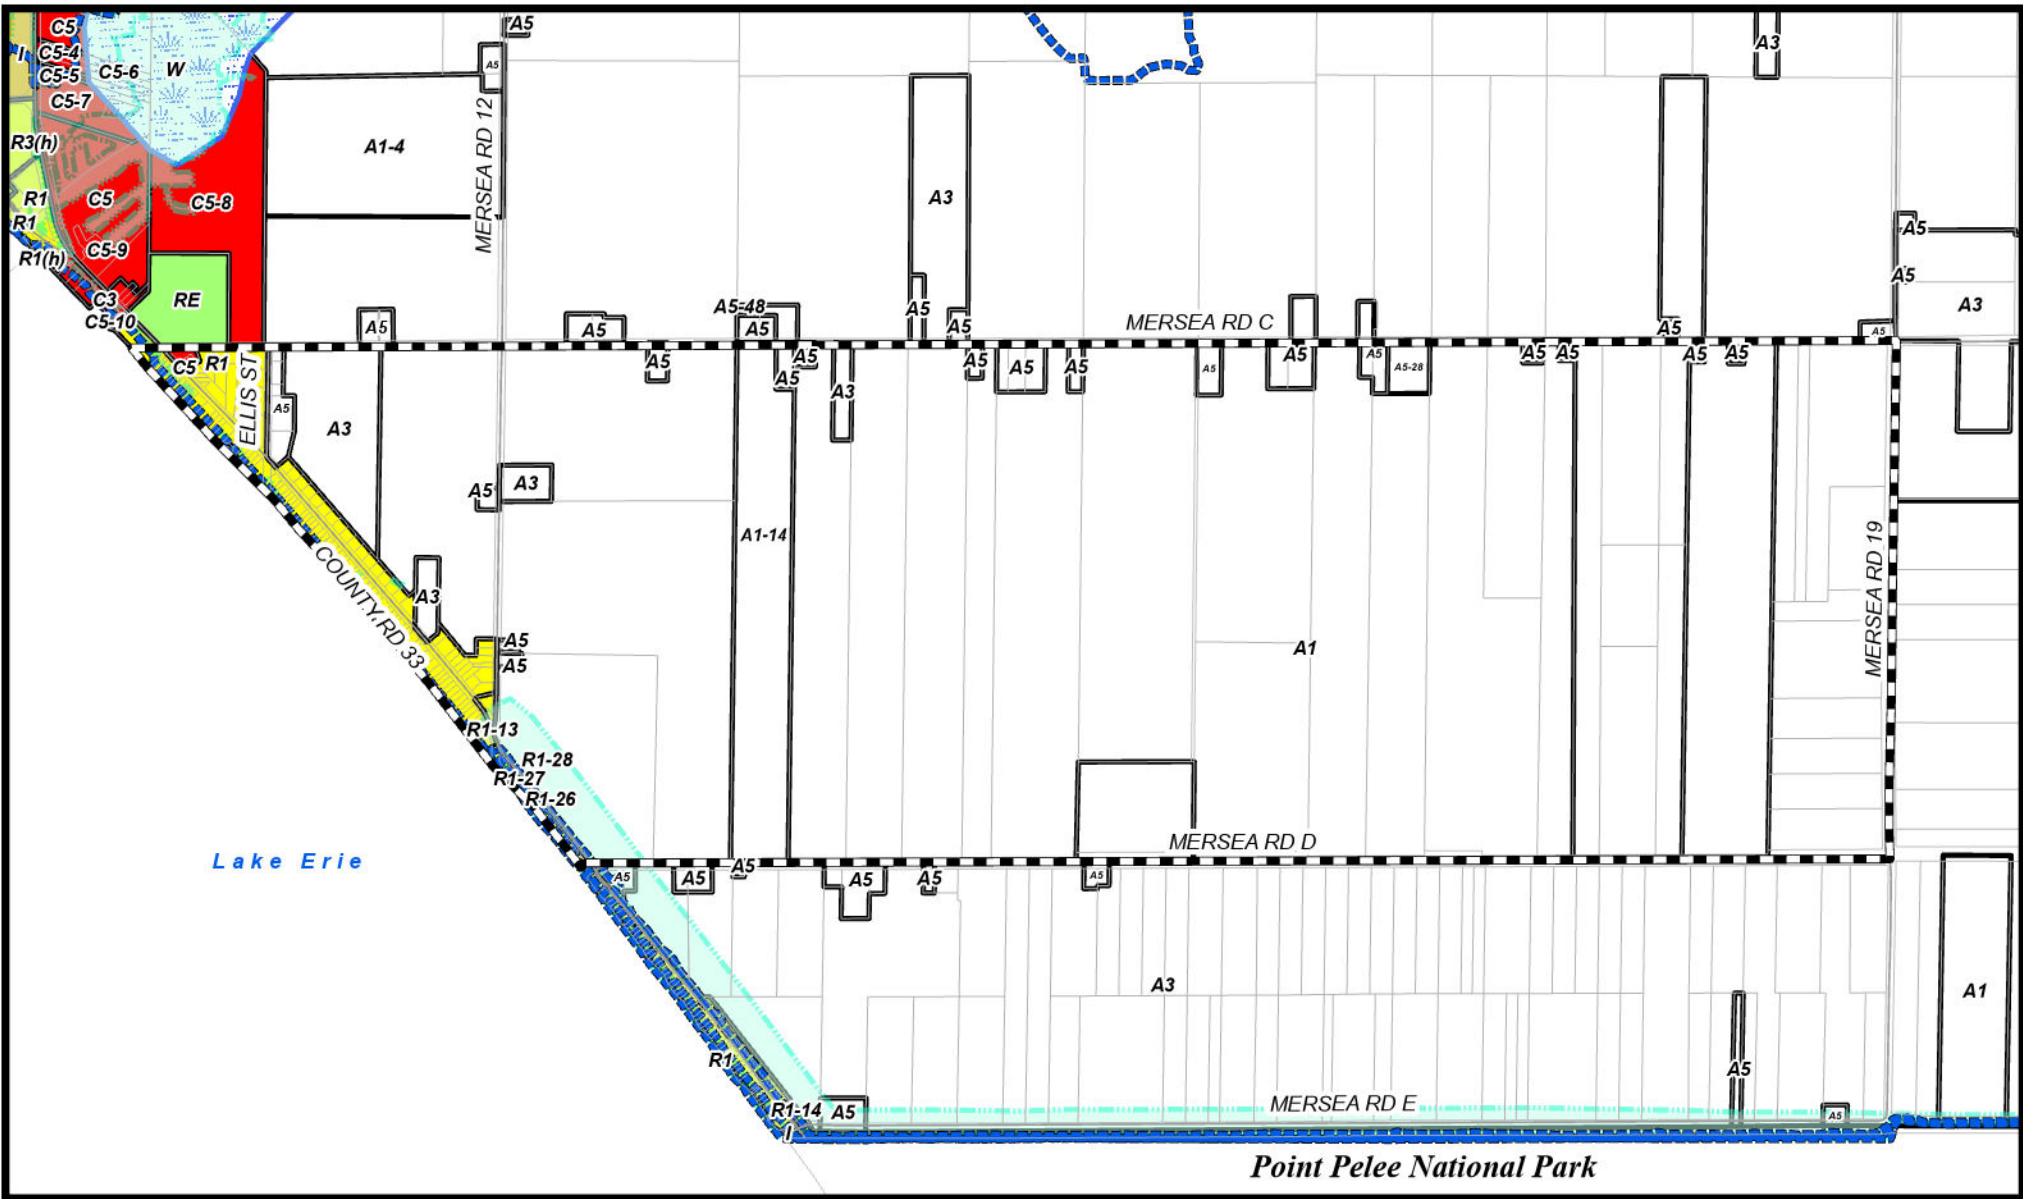 C5
A5
I
C5-4
A3
C5-5
C5-6
W
A5
C5-7
MERSEA RD 12
R3(h)
A1-4
R1
C5
C5-8
A3
R1
A5
C5-9
R1(h)
A5
RE
C3
A5-48
A5
A3
C5-10
A5
A5
A5
A5
MERSEA RD C
A5
A5
C5
R1
ELLIS ST
A5
A5
A5
A5
A5
A5
A5
A5
A5
A5-28
A5
A5
A5
A5
A3
A5
A3
A5
A3
A1-14
COUNTY RD 33
A3
MERSEA RD 19
A5
A5
A1
R1-13
R1-28
R1-27
R1-26
MERSEA RD D
Lake Erie
A5
A5
A5
A5
A5
A5
A3
A1
R1
A5
R1-14
A5
MERSEA RD E
A5
I
Point Pelee National Park